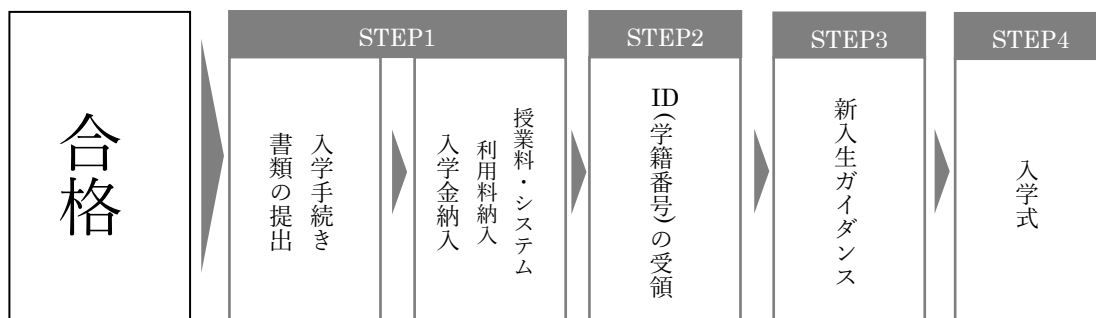 合格
STEP1
入学手続き
書類の提出
授業料・システム
利用料納入
入学金納入
STEP2
ID(学籍番号)の受領
STEP3
新入生ガイダンス
STEP4
入学式